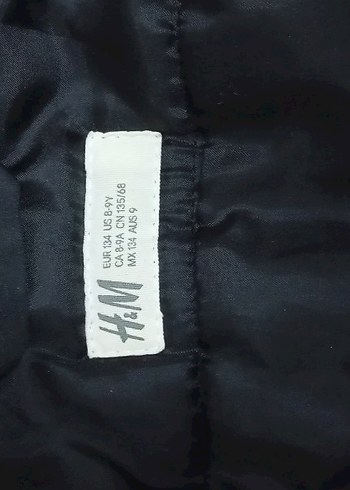 EUR 134 US 8-9Y
CA 8-9A CN 135/68
MX 134 AUS 9
H&M